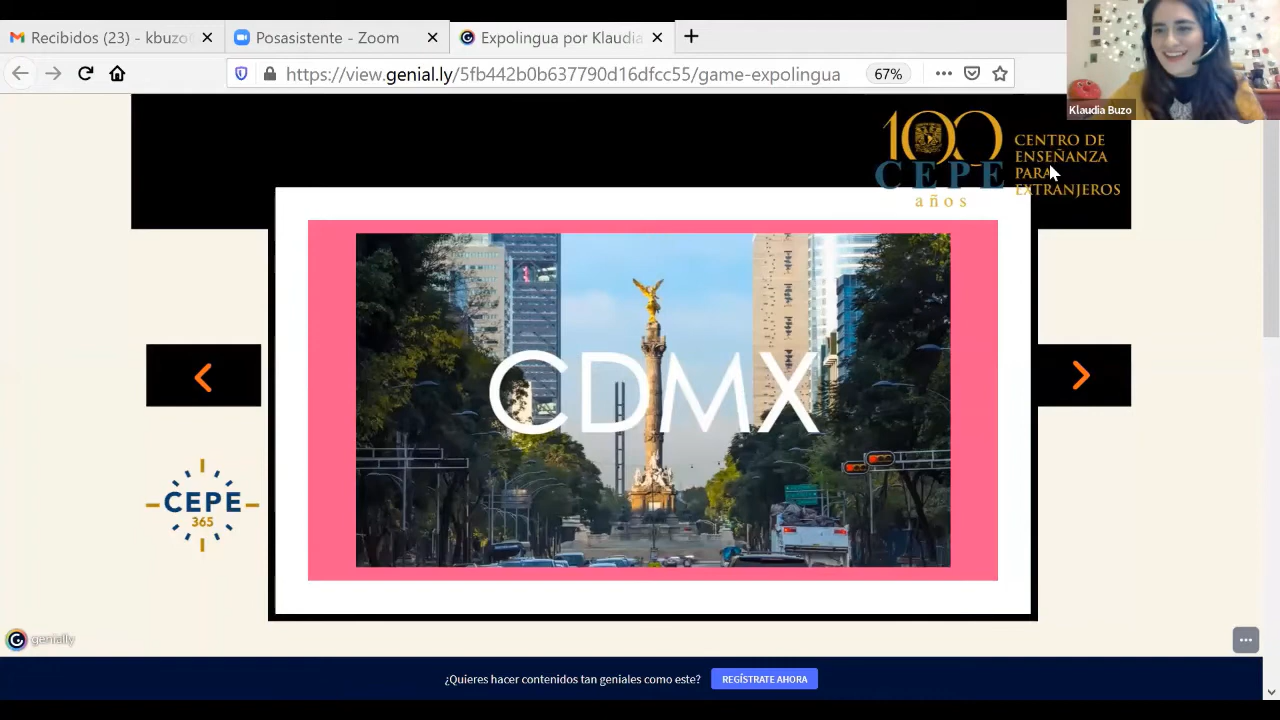 Recibidos (23) - kbuzo
Posasistente - Zoom
Expolingua por Klaudia
https://view.genial.ly/5fb442b0b637790d16dfcc55/game-expolingua
67%
Klaudia Buzo
100
CEPE
años
CENTRO DE
ENSEÑANZA
PARA
EXTRANJEROS
CDMX
CEPE
365
genially
¿Quieres hacer contenidos tan geniales como este?
REGÍSTRATE AHORA